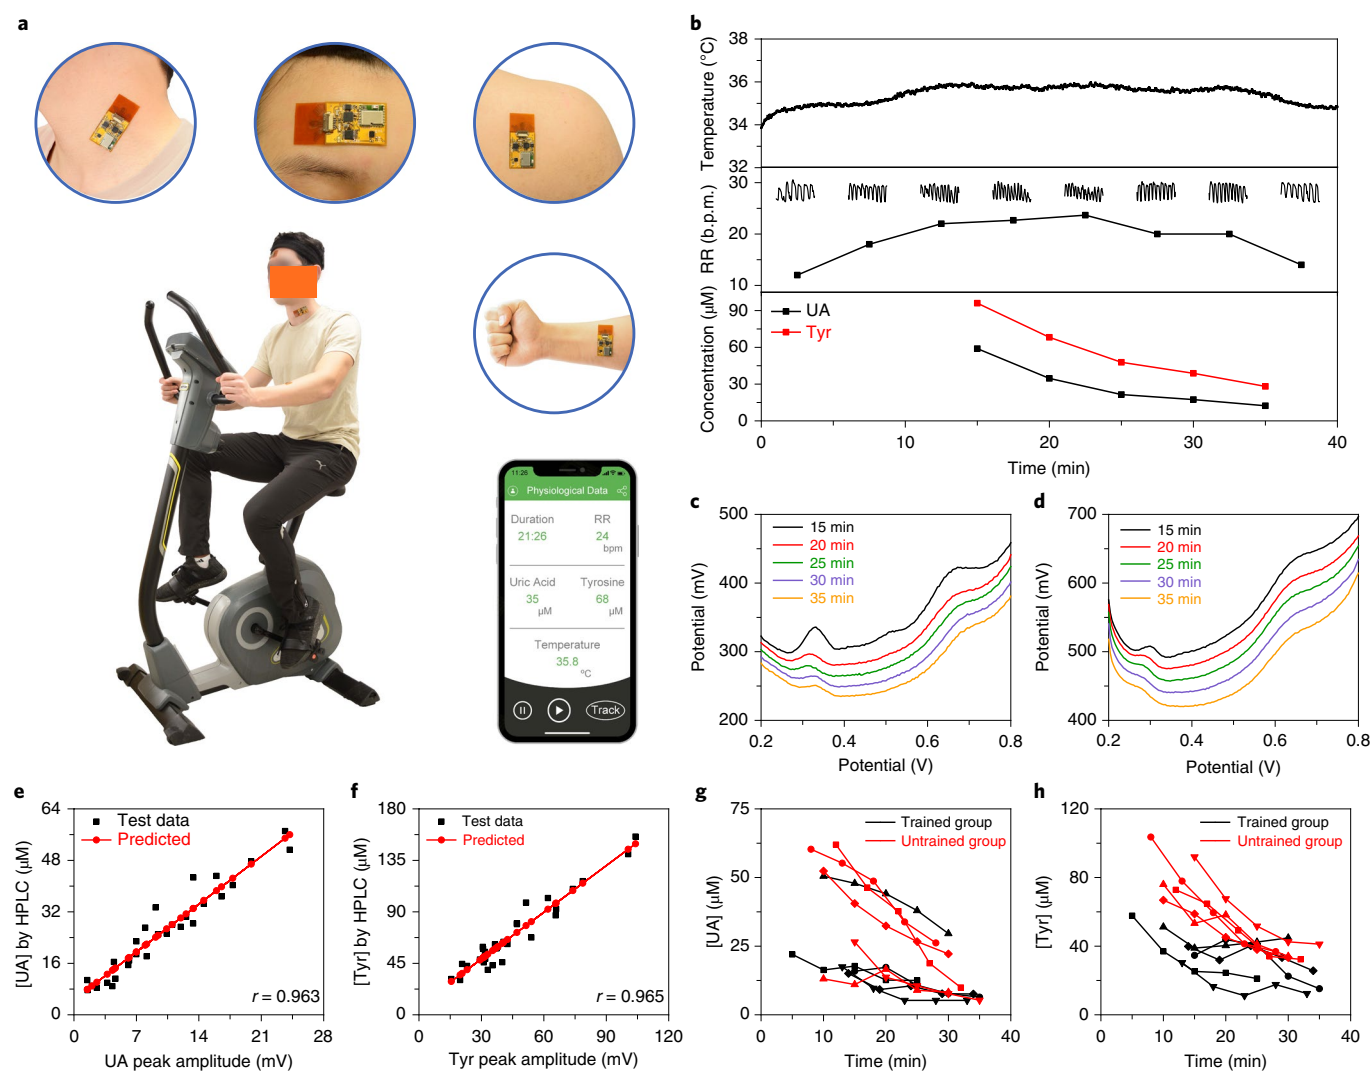 a
11:26
Physiological Data
Duration RR
21:26 24
bpm
Uric Acid Tyrosine
35 68
µM µM
Temperature
35.8
°C
Track
b
Temperature (°C)
38
36
34
32
RR (b.p.m.)
30
20
10
Concentration (µM)
90
60
30
0
UA
Tyr
0 10 20 30 40
Time (min)
c
Potential (mV)
500
400
300
200
15 min
20 min
25 min
30 min
35 min
0.2 0.4 0.6 0.8
Potential (V)
d
Potential (mV)
700
600
500
400
15 min
20 min
25 min
30 min
35 min
0.2 0.4 0.6 0.8
Potential (V)
e
[UA] by HPLC (µM)
64
48
32
16
0
Test data
Predicted
r = 0.963
0 7 14 21 28
UA peak amplitude (mV)
f
[Tyr] by HPLC (µM)
180
135
90
45
0
Test data
Predicted
r = 0.965
0 30 60 90 120
Tyr peak amplitude (mV)
g
[UA] (µM)
75
50
25
0
Trained group
Untrained group
0 10 20 30 40
Time (min)
h
[Tyr] (µM)
120
80
40
0
Trained group
Untrained group
0 10 20 30 40
Time (min)